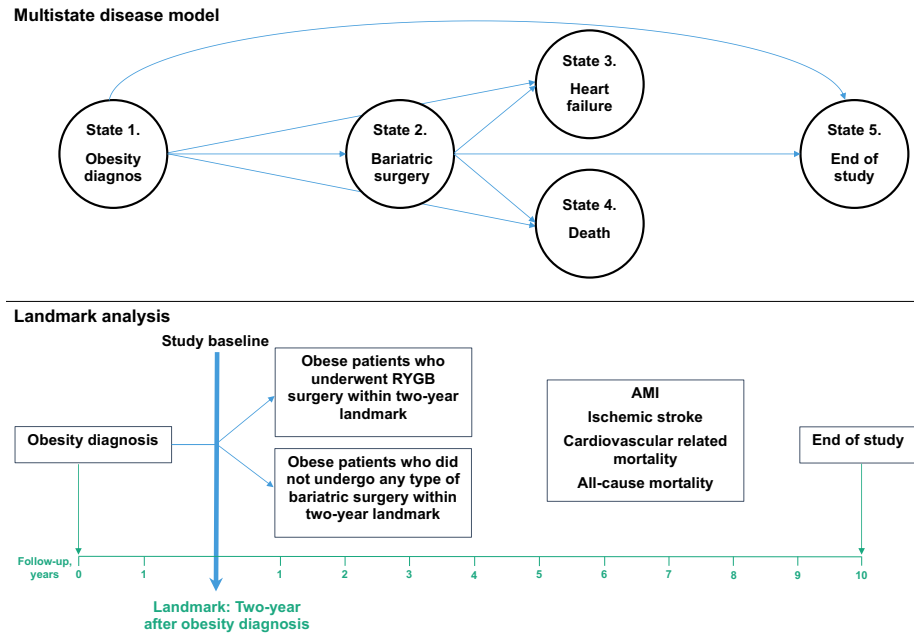 Multistate disease model
State 1.
Obesity
diagnos
State 2.
Bariatric
surgery
State 3.
Heart
failure
State 4.
Death
State 5.
End of
study
Landmark analysis
Study baseline
Obesity diagnosis
Obese patients who
underwent RYGB
surgery within two-year
landmark
Obese patients who did
not undergo any type of
bariatric surgery within
two-year landmark
AMI
Ischemic stroke
Cardiovascular related
mortality
All-cause mortality
End of study
Follow-up,
years
0 1 1 2 3 4 5 6 7 8 9 10
Landmark: Two-year
after obesity diagnosis